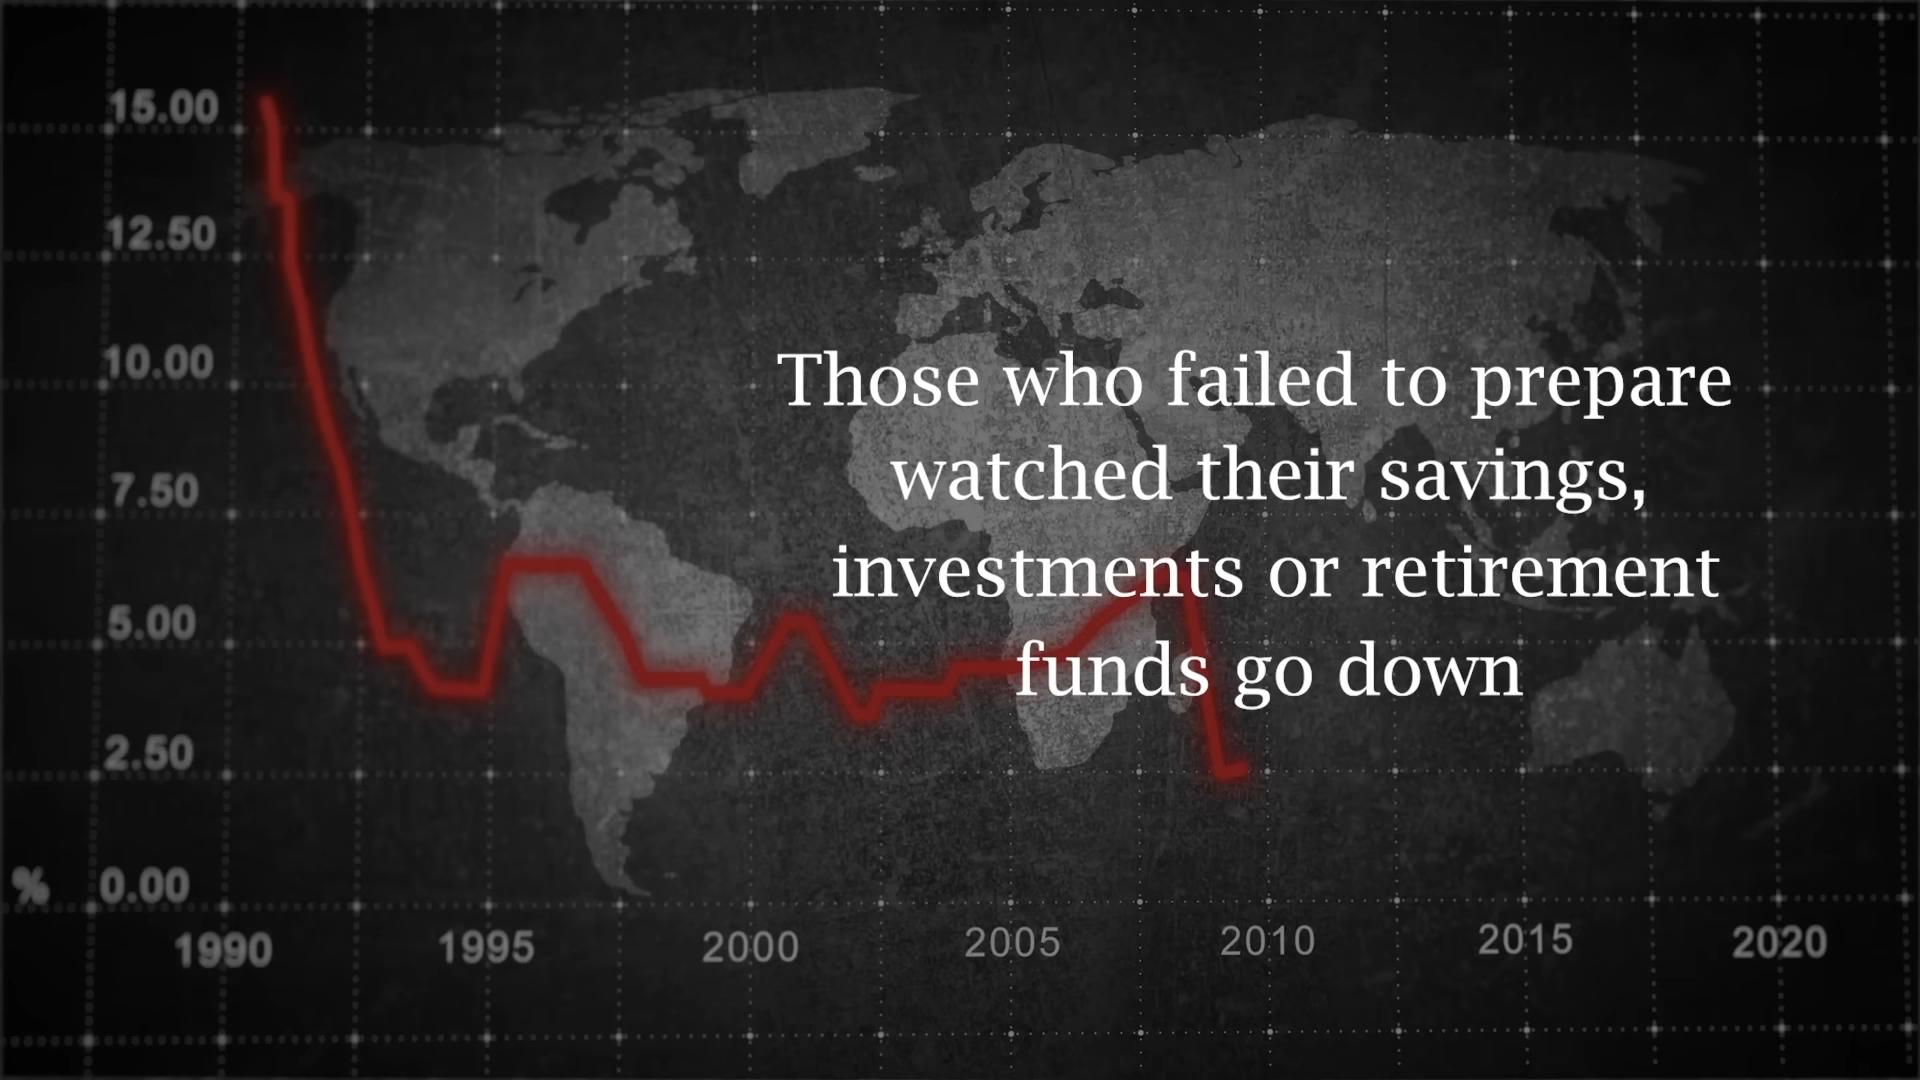 15.00
12.50
10.00
7.50
5.00
2.50
% 0.00
1990 1995 2000 2005 2010 2015 2020
Those who failed to prepare
watched their savings,
investments or retirement
funds go down